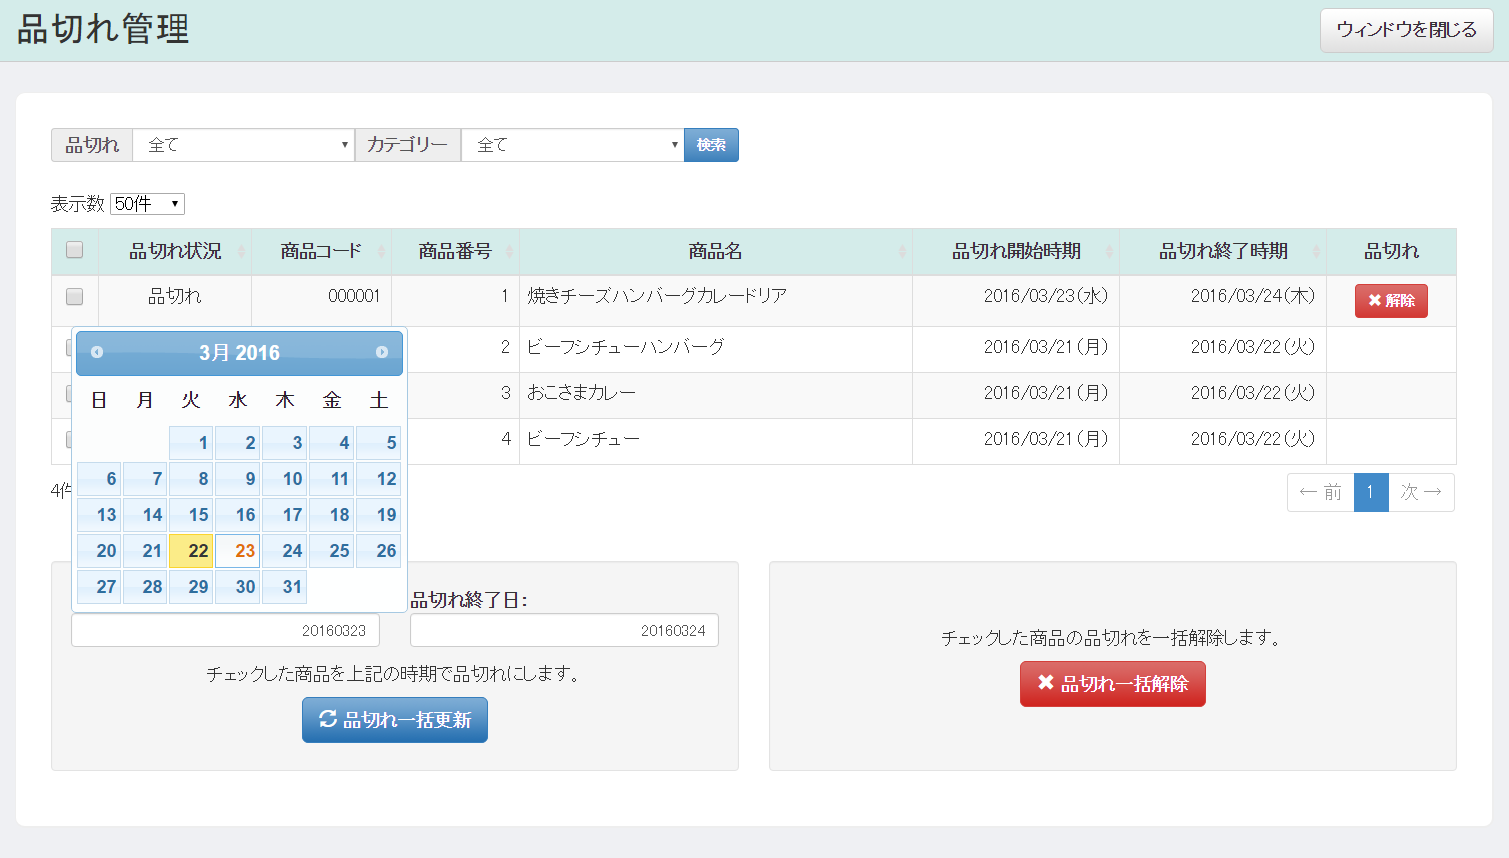 品切れ管理
ウィンドウを閉じる
品切れ 全て カテゴリー 全て 検索
表示数 50件
品切れ状況 商品コード 商品番号 商品名 品切れ開始時期 品切れ終了時期 品切れ
品切れ 000001 1 焼きチーズハンバーグカレードリア 2016/03/23(水) 2016/03/24(木) ✖ 解除
2 ビーフシチューハンバーグ 2016/03/21(月) 2016/03/22(火)
3 おこさまカレー 2016/03/21(月) 2016/03/22(火)
4 ビーフシチュー 2016/03/21(月) 2016/03/22(火)
4件
← 前 1 次 →
3月 2016
日 月 火 水 木 金 土
1 2 3 4 5
6 7 8 9 10 11 12
13 14 15 16 17 18 19
20 21 22 23 24 25 26
27 28 29 30 31
品切れ終了日:
20160323 20160324
チェックした商品を上記の時期で品切れにします。
品切れ一括更新
チェックした商品の品切れを一括解除します。
✖ 品切れ一括解除